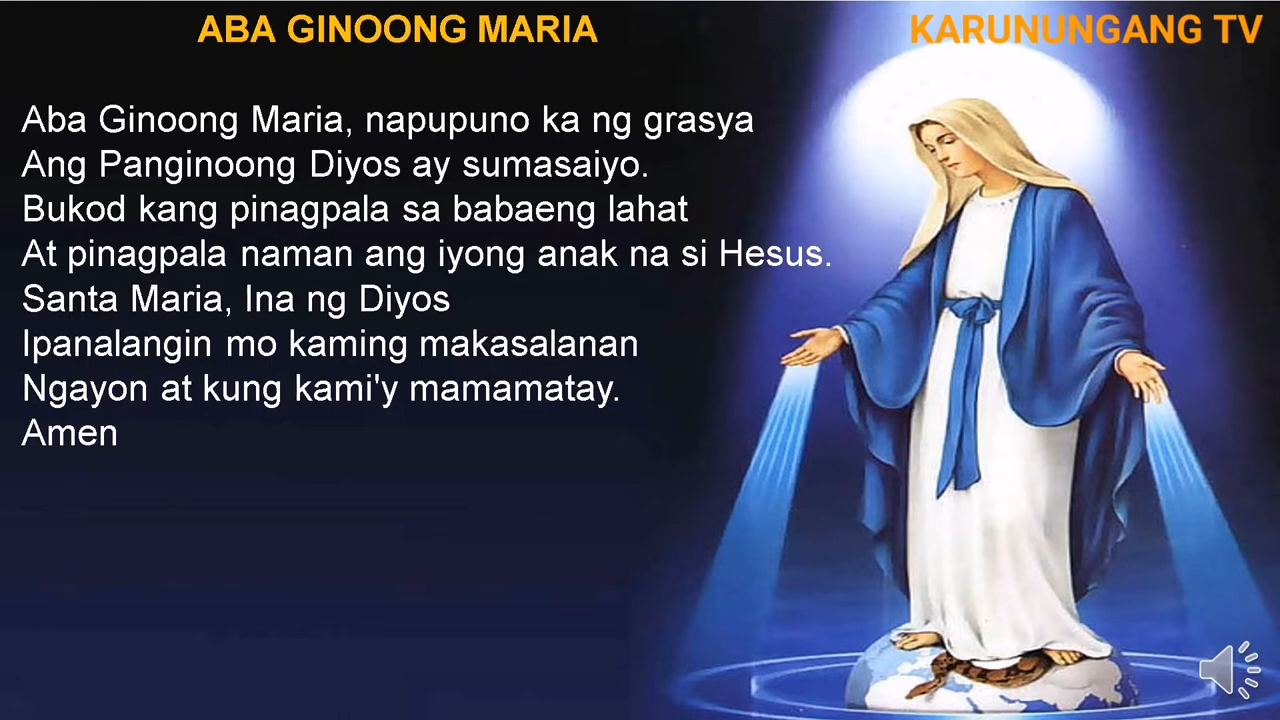 ABA GINOONG MARIA
KARUNUNGANG TV
Aba Ginoong Maria, napupuno ka ng grasya
Ang Panginoong Diyos ay sumasaiyo.
Bukod kang pinagpala sa babaeng lahat
At pinagpala naman ang iyong anak na si Hesus.
Santa Maria, Ina ng Diyos
Ipanalangin mo kaming makasalanan
Ngayon at kung kami'y mamamatay.
Amen